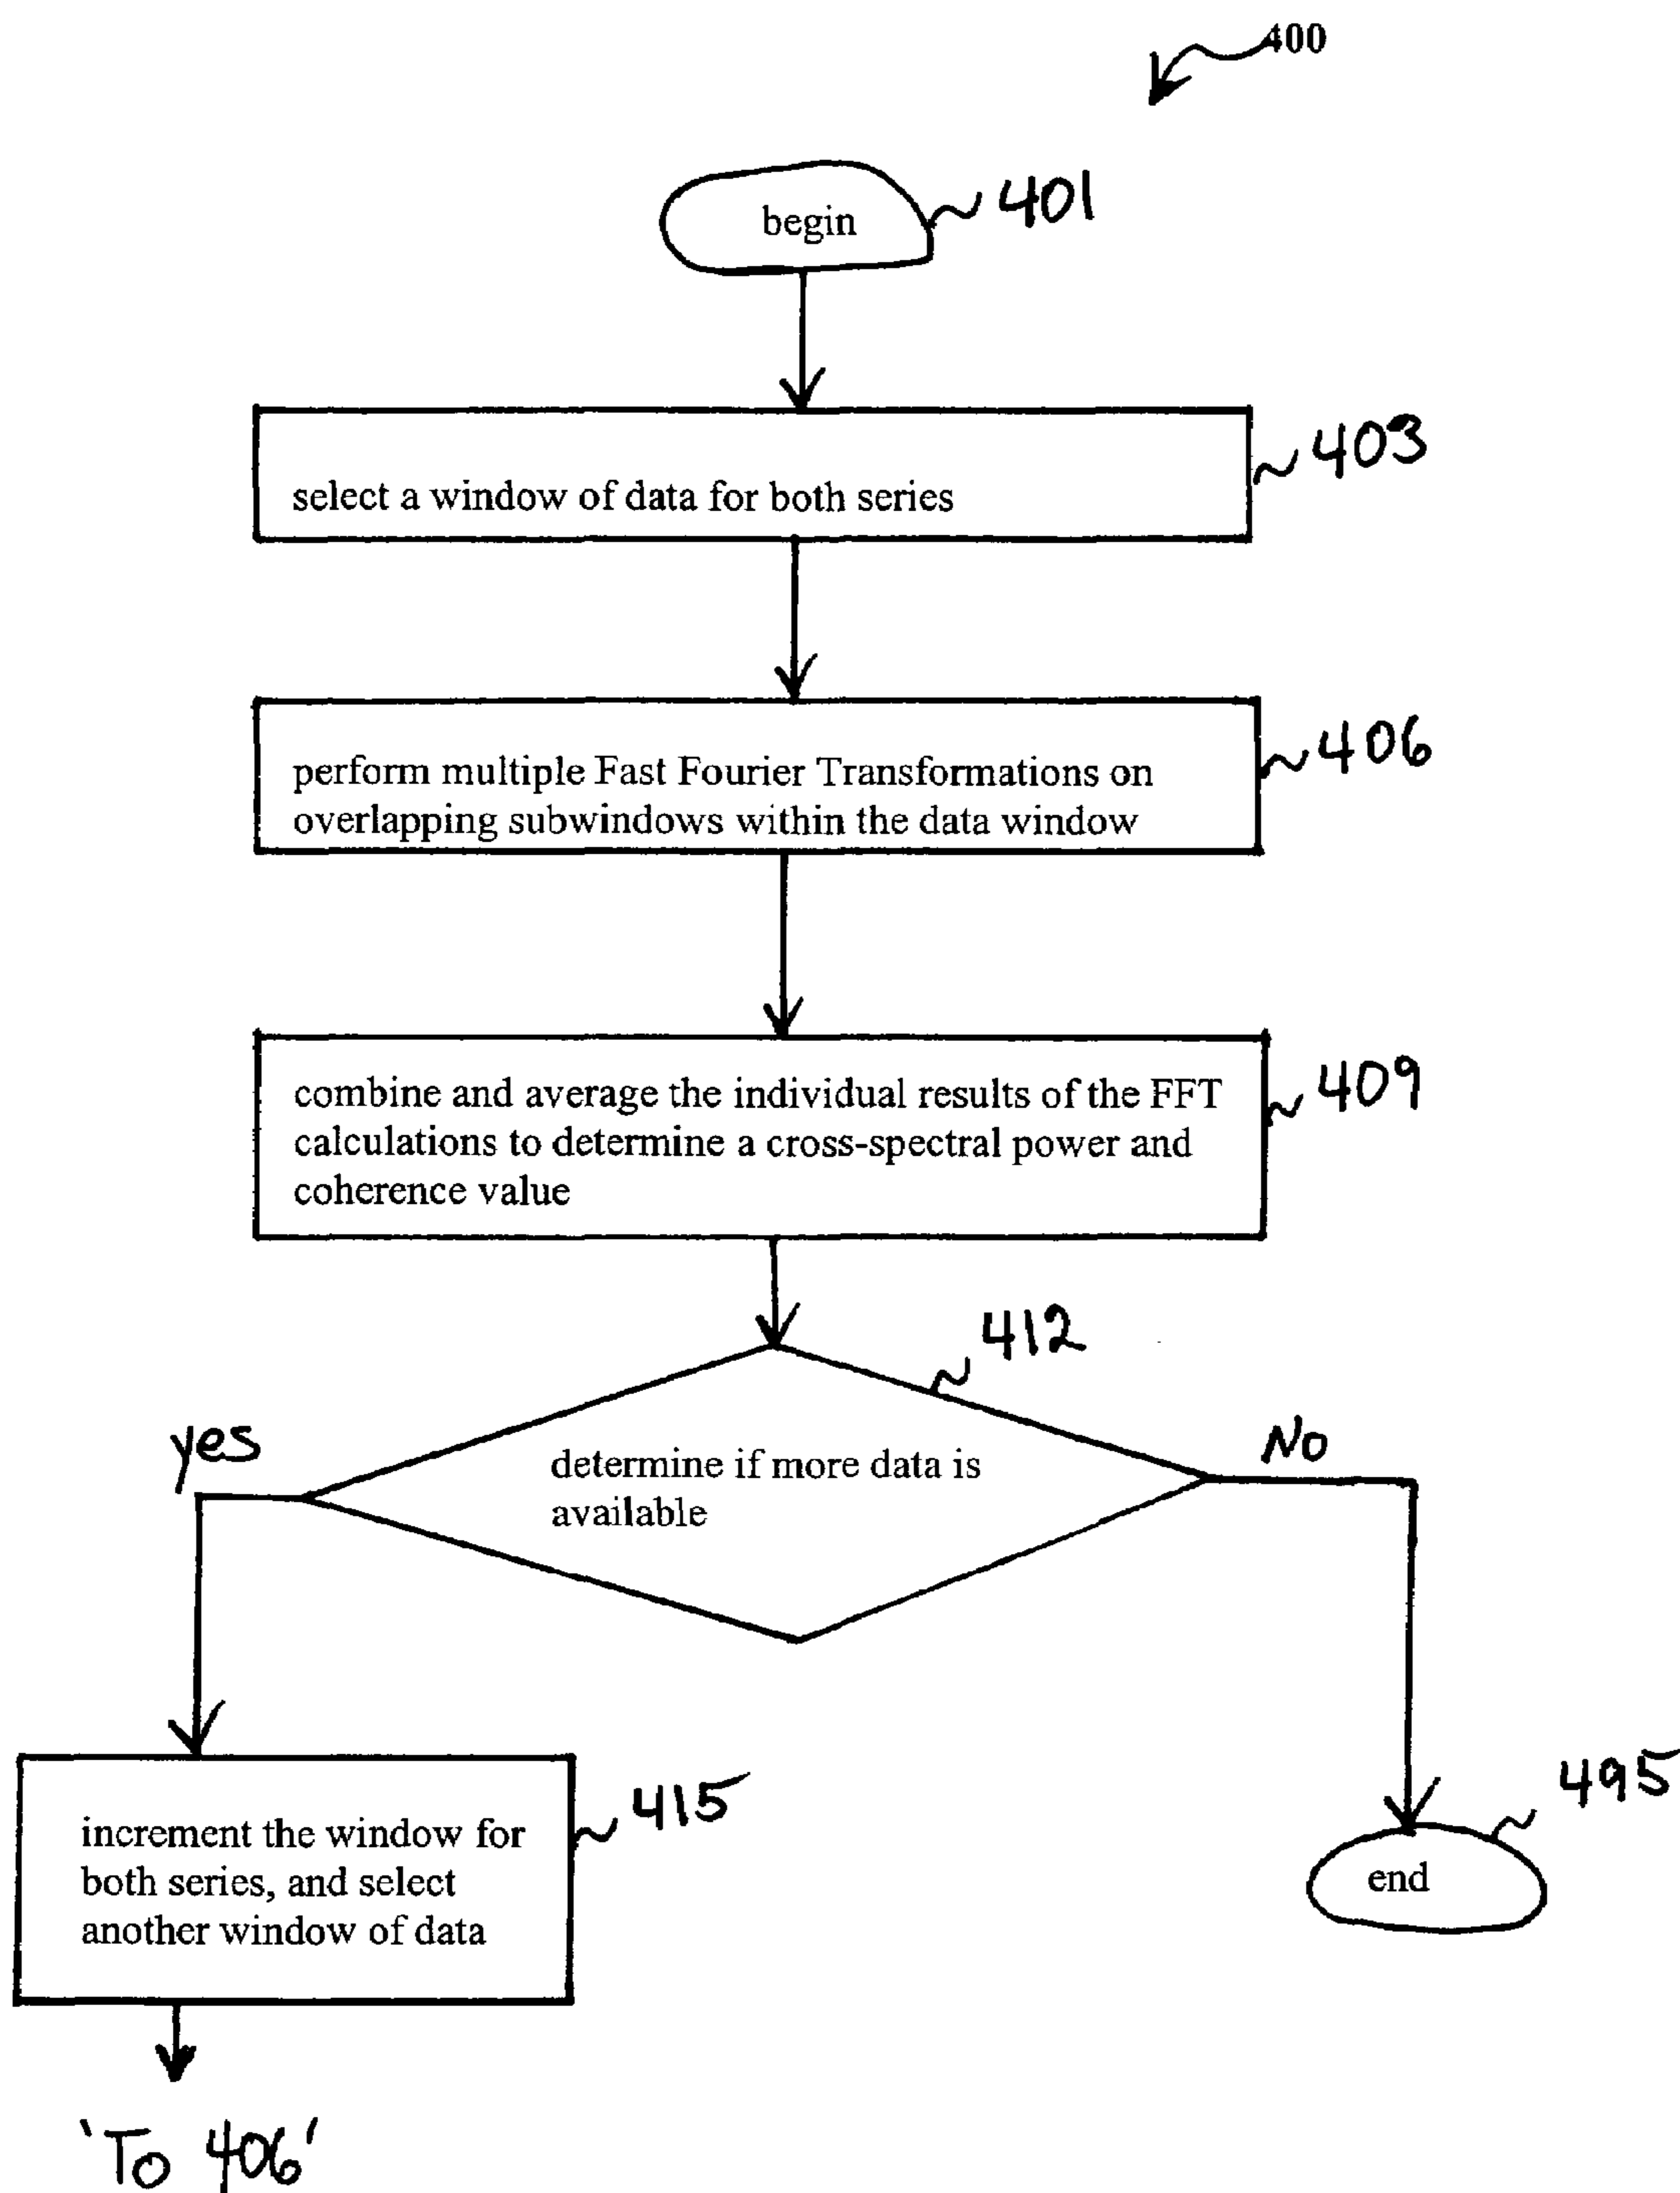 400
begin
401
select a window of data for both series
403
perform multiple Fast Fourier Transformations on
overlapping subwindows within the data window
406
combine and average the individual results of the FFT
calculations to determine a cross-spectral power and
coherence value
409
412
yes
No
determine if more data is
available
increment the window for
both series, and select
another window of data
415
495
end
'To 406'